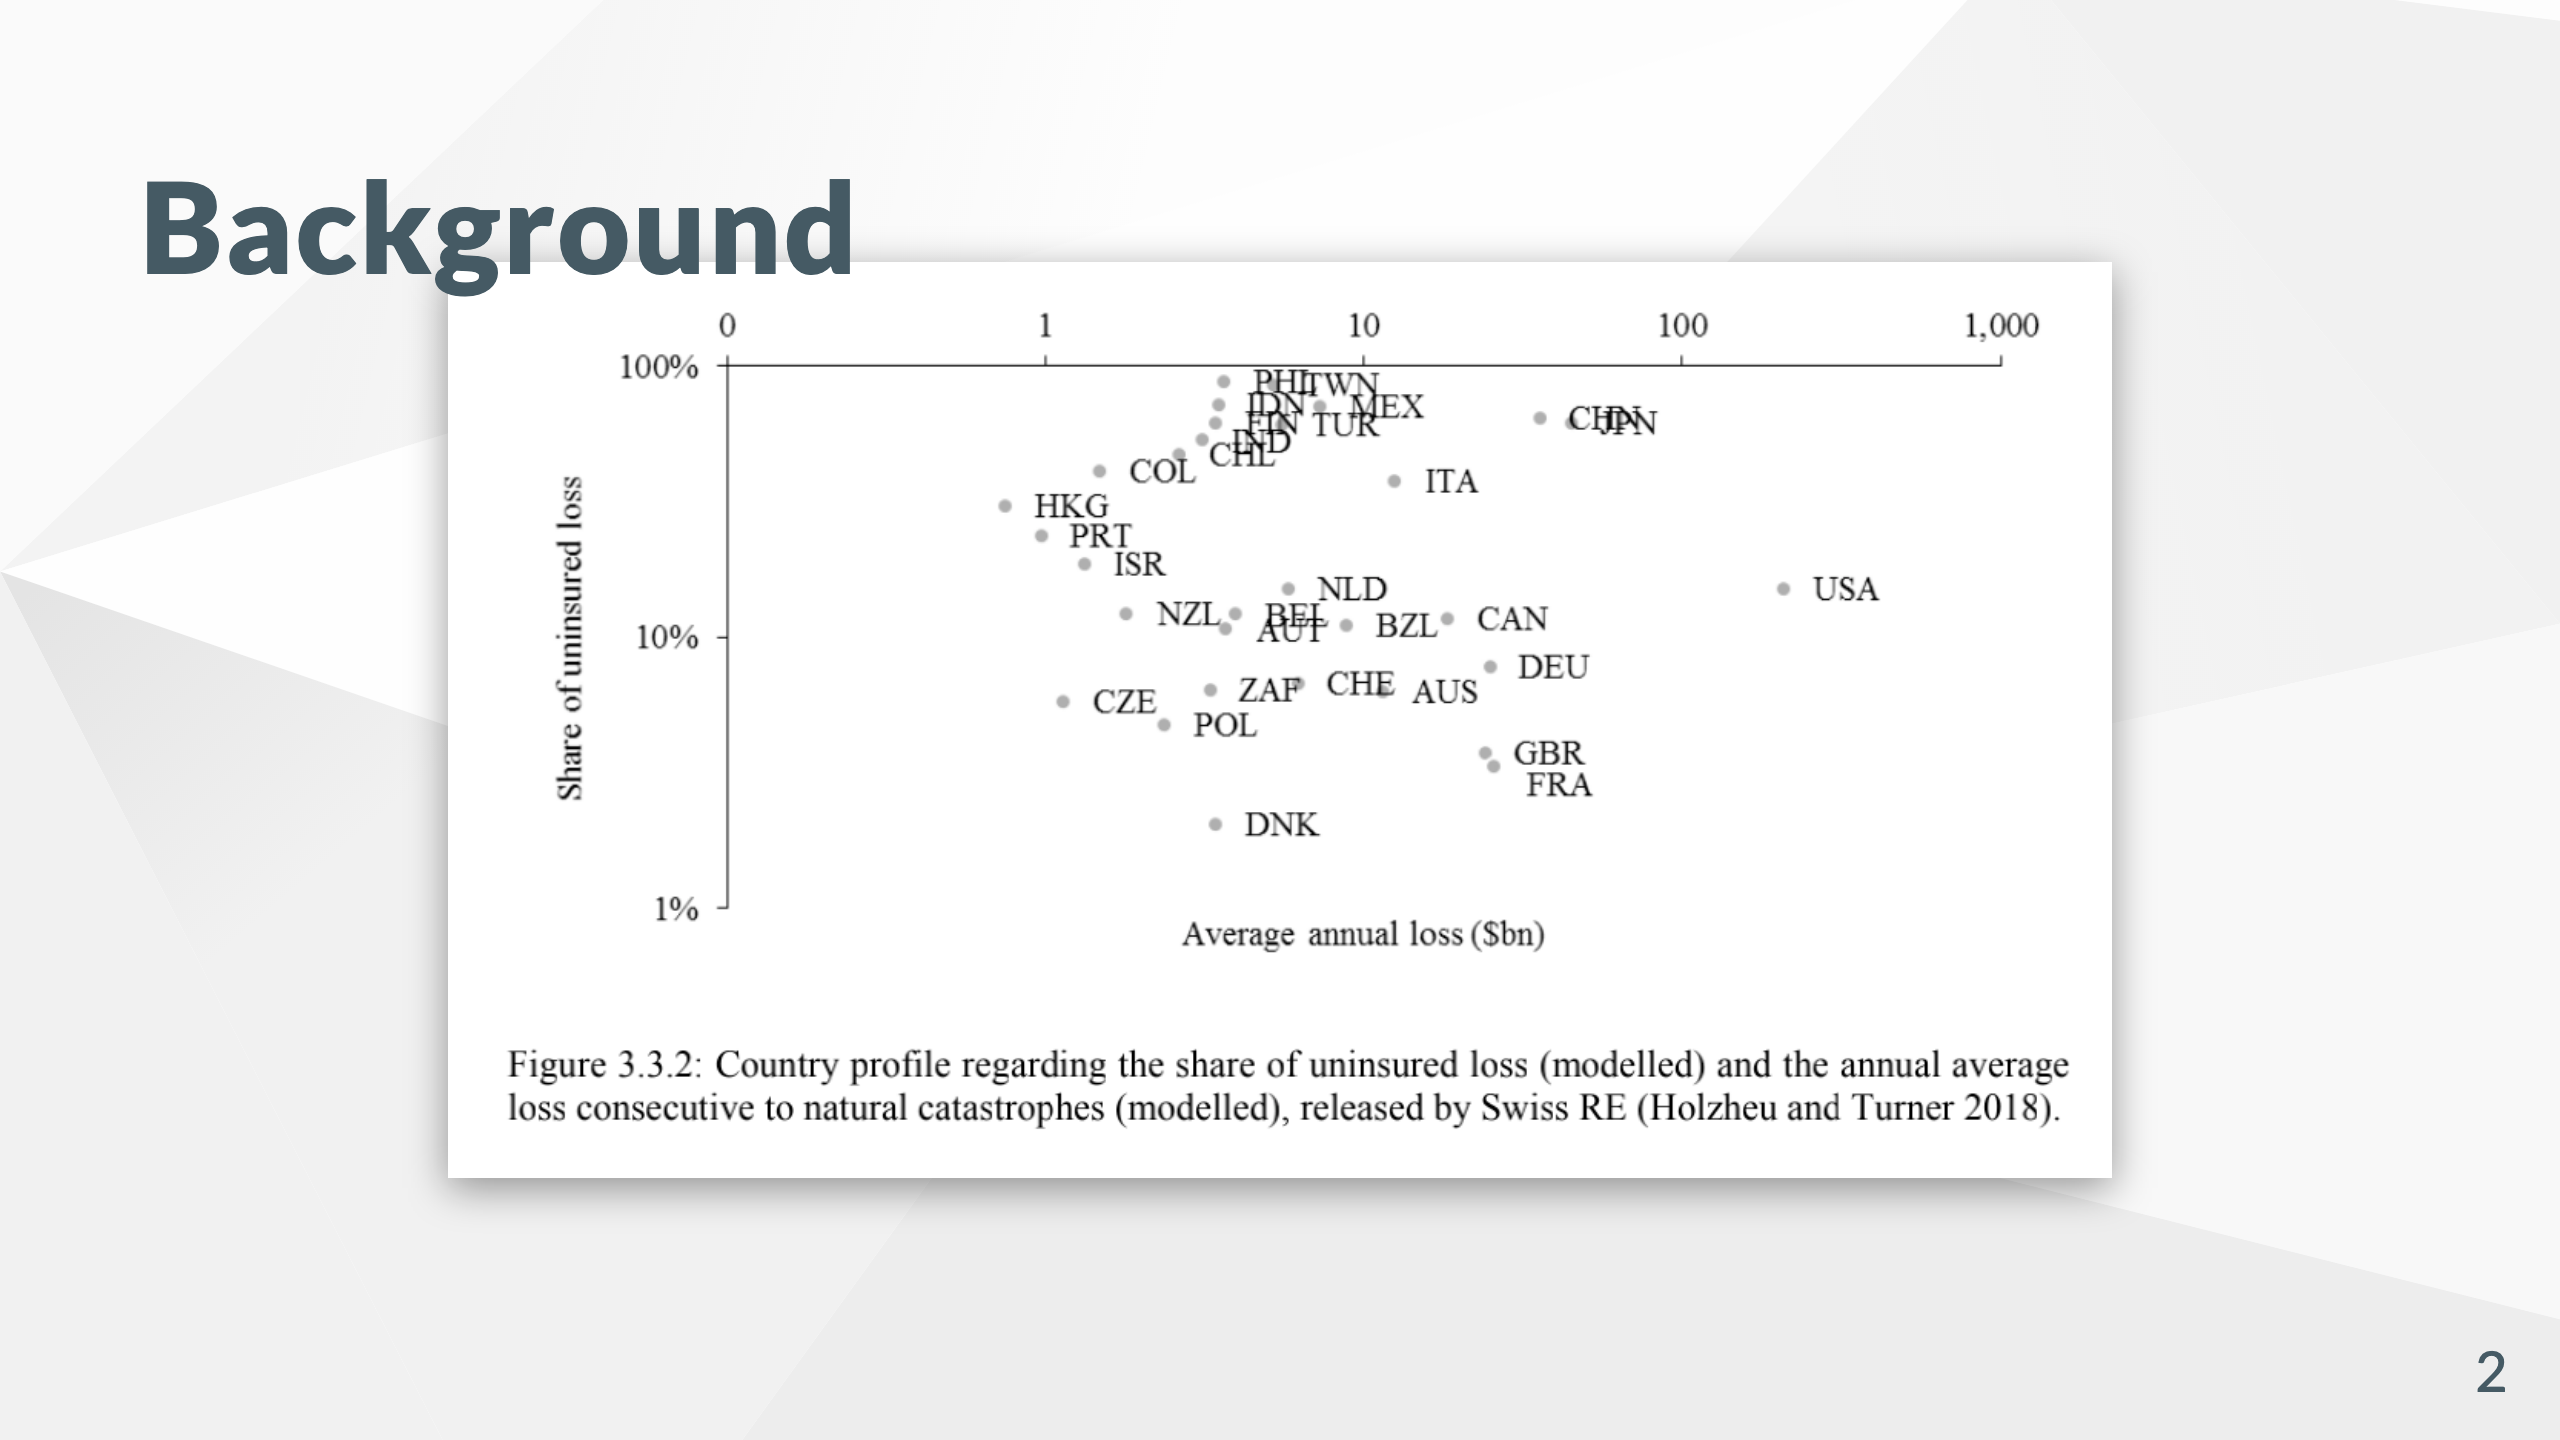 Background
0 1 10 100 1,000
100%
PHL TWN
IDN MEX
FIN TUR CHN JPN
IND
CHL
COL ITA
HKG
PRT
ISR
NLD USA
NZL BEL BZL CAN
AUT
10%
DEU
ZAF CHE AUS
CZE
POL
GBR
FRA
DNK
1%
Share of uninsured loss
Average annual loss ($bn)
Figure 3.3.2: Country profile regarding the share of uninsured loss (modelled) and the annual average
loss consecutive to natural catastrophes (modelled), released by Swiss RE (Holzheu and Turner 2018).
2